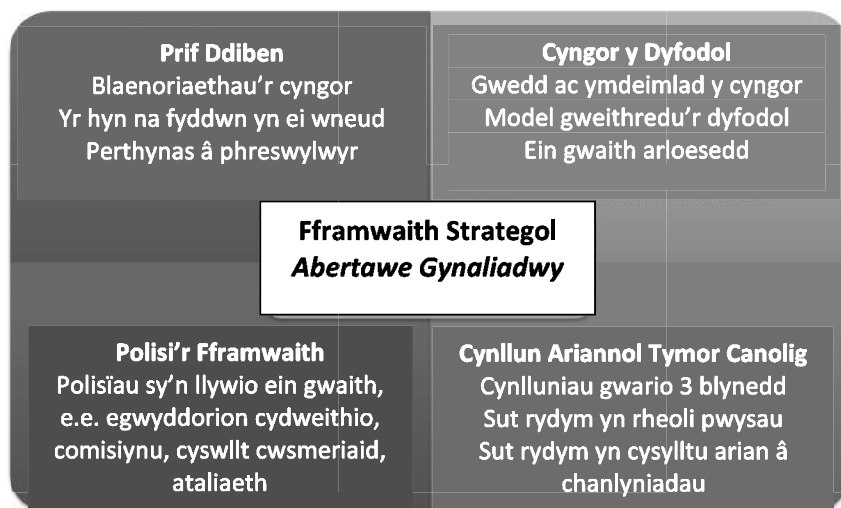 Prif Ddiben
Blaenoriaethau'r cyngor
Yr hyn na fyddwn yn ei wneud
Perthynas â phreswylwyr
Cyngor y Dyfodol
Gwedd ac ymdeimlad y cyngor
Model gweithredu'r dyfodol
Ein gwaith arloesedd
Fframwaith Strategol
Abertawe Gynaliadwy
Polisi'r Fframwaith
Polisïau sy'n llywio ein gwaith,
e.e. egwyddorion cydweithio,
comisiynu, cyswllt cwsmeriaid,
ataliaeth
Cynllun Ariannol Tymor Canolig
Cynlluniau gwario 3 blynedd
Sut rydym yn rheoli pwysau
Sut rydym yn cysylltu arian â
chanlyniadau